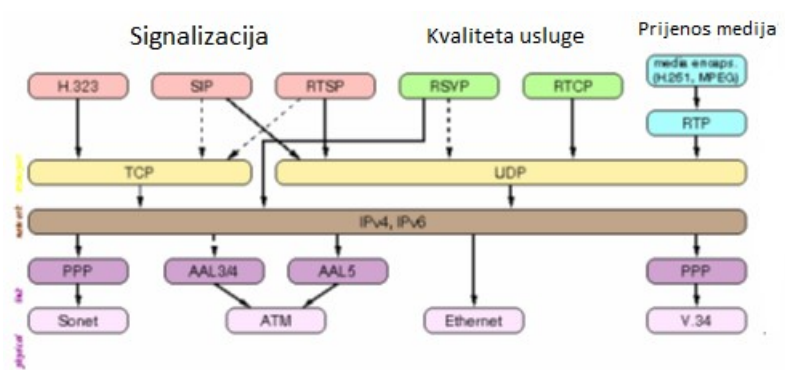 Signalizacija
Kvaliteta usluge
Prijenos medija
H.323
SIP
RTSP
RSVP
RTCP
media encaps.
(H.261, MPEG)
RTP
TCP
UDP
IPv4, IPv6
PPP
AAL3/4
AAL5
PPP
Sonet
ATM
Ethernet
V.34
physical